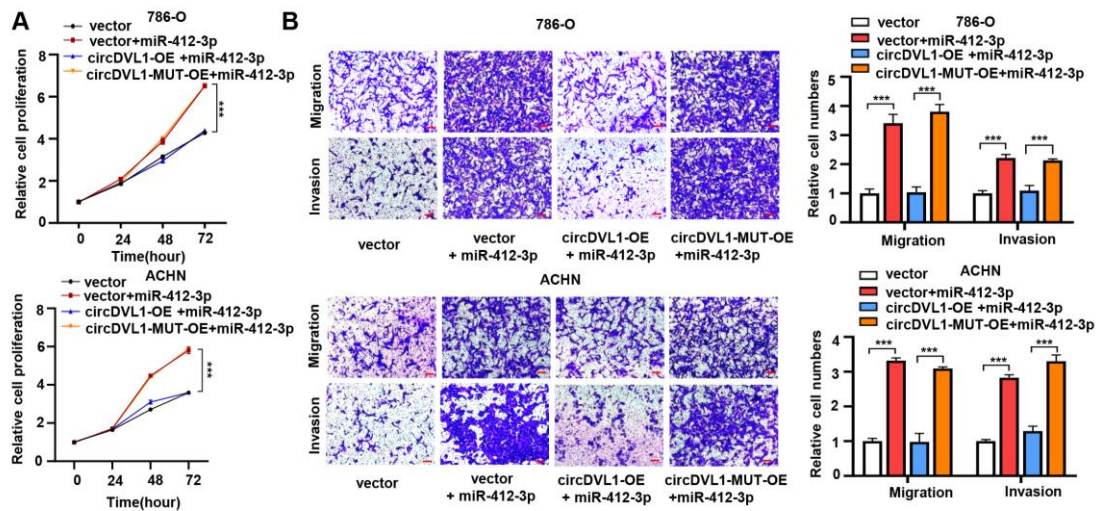 A
786-O
vector
vector+miR-412-3p
circDVL1-OE +miR-412-3p
circDVL1-MUT-OE+miR-412-3p
Relative cell proliferation
8
6
4
2
0
***
0 24 48 72
Time(hour)
ACHN
vector
vector+miR-412-3p
circDVL1-OE +miR-412-3p
circDVL1-MUT-OE+miR-412-3p
Relative cell proliferation
8
6
4
2
0
***
0 24 48 72
Time(hour)
B
786-O
Migration
Invasion
vector
vector
+ miR-412-3p
circDVL1-OE
+ miR-412-3p
circDVL1-MUT-OE
+miR-412-3p
ACHN
Migration
Invasion
vector
vector
+ miR-412-3p
circDVL1-OE
+ miR-412-3p
circDVL1-MUT-OE
+miR-412-3p
786-O
vector
vector+miR-412-3p
circDVL1-OE +miR-412-3p
circDVL1-MUT-OE+miR-412-3p
Relative cell numbers
5
4
3
2
1
0
*** *** *** ***
Migration Invasion
ACHN
vector
vector+miR-412-3p
circDVL1-OE +miR-412-3p
circDVL1-MUT-OE+miR-412-3p
Relative cell numbers
4
3
2
1
0
*** *** *** ***
Migration Invasion